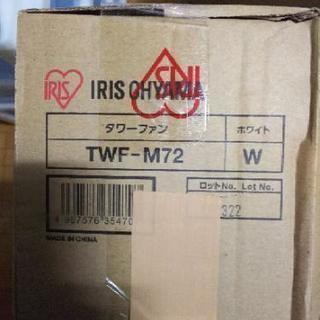 IRIS IRIS OHYAMA
タワーファン ホワイト
TWF-M72 W
ロットNo. Lot No.
322
MADE IN CHINA